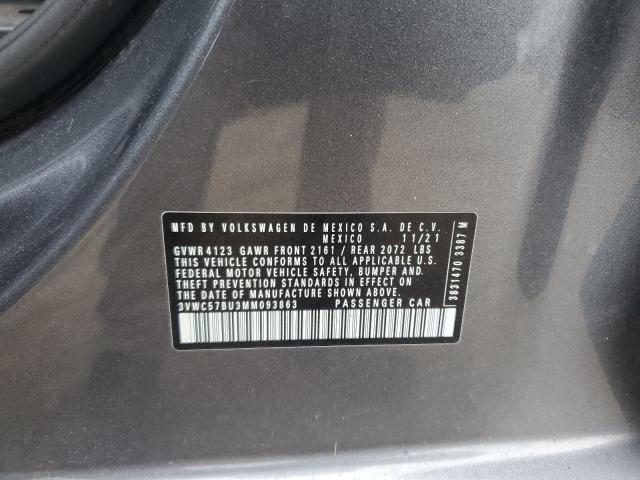 MFD BY VOLKSWAGEN DE MEXICO S.A. DE C.V.
MEXICO 11/21
GVWR 4123 GAWR FRONT 2161 / REAR 2072 LBS
THIS VEHICLE CONFORMS TO ALL APPLICABLE U.S.
FEDERAL MOTOR VEHICLE SAFETY, BUMPER AND.
THEFT PREVENTION STANDARDS IN EFFECT
ON THE DATE OF MANUFACTURE SHOWN ABOVE.
3VWC57BU3MM093863 PASSENGER CAR
3831470 3387 M